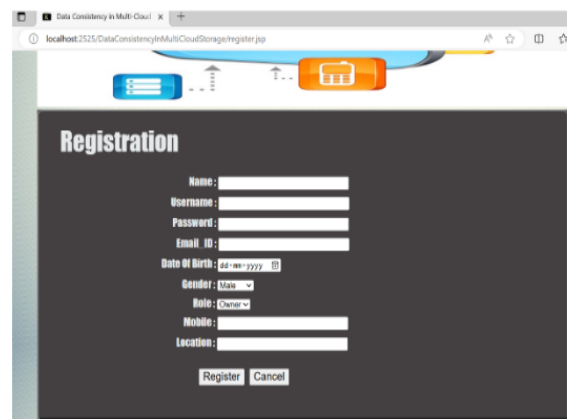 Data Consistency in Multi-Cloud
localhost:2525/DataConsistencyInMultiCloudStorage/register.jsp
Registration
Name :
Username :
Password :
Email_ID :
Date Of Birth : dd-mm-yyyy
Gender : Male
Role : Owner
Mobile :
Location :
Register Cancel